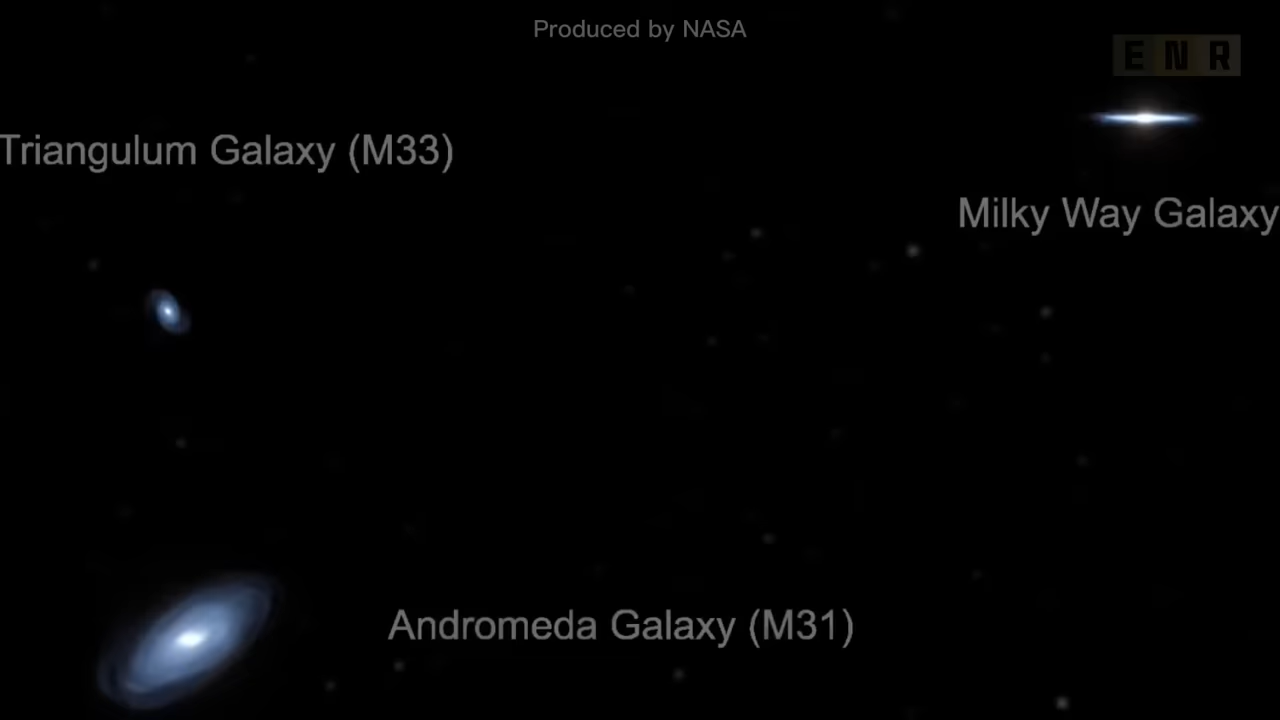 Produced by NASA
ENR
Triangulum Galaxy (M33)
Milky Way Galaxy
Andromeda Galaxy (M31)